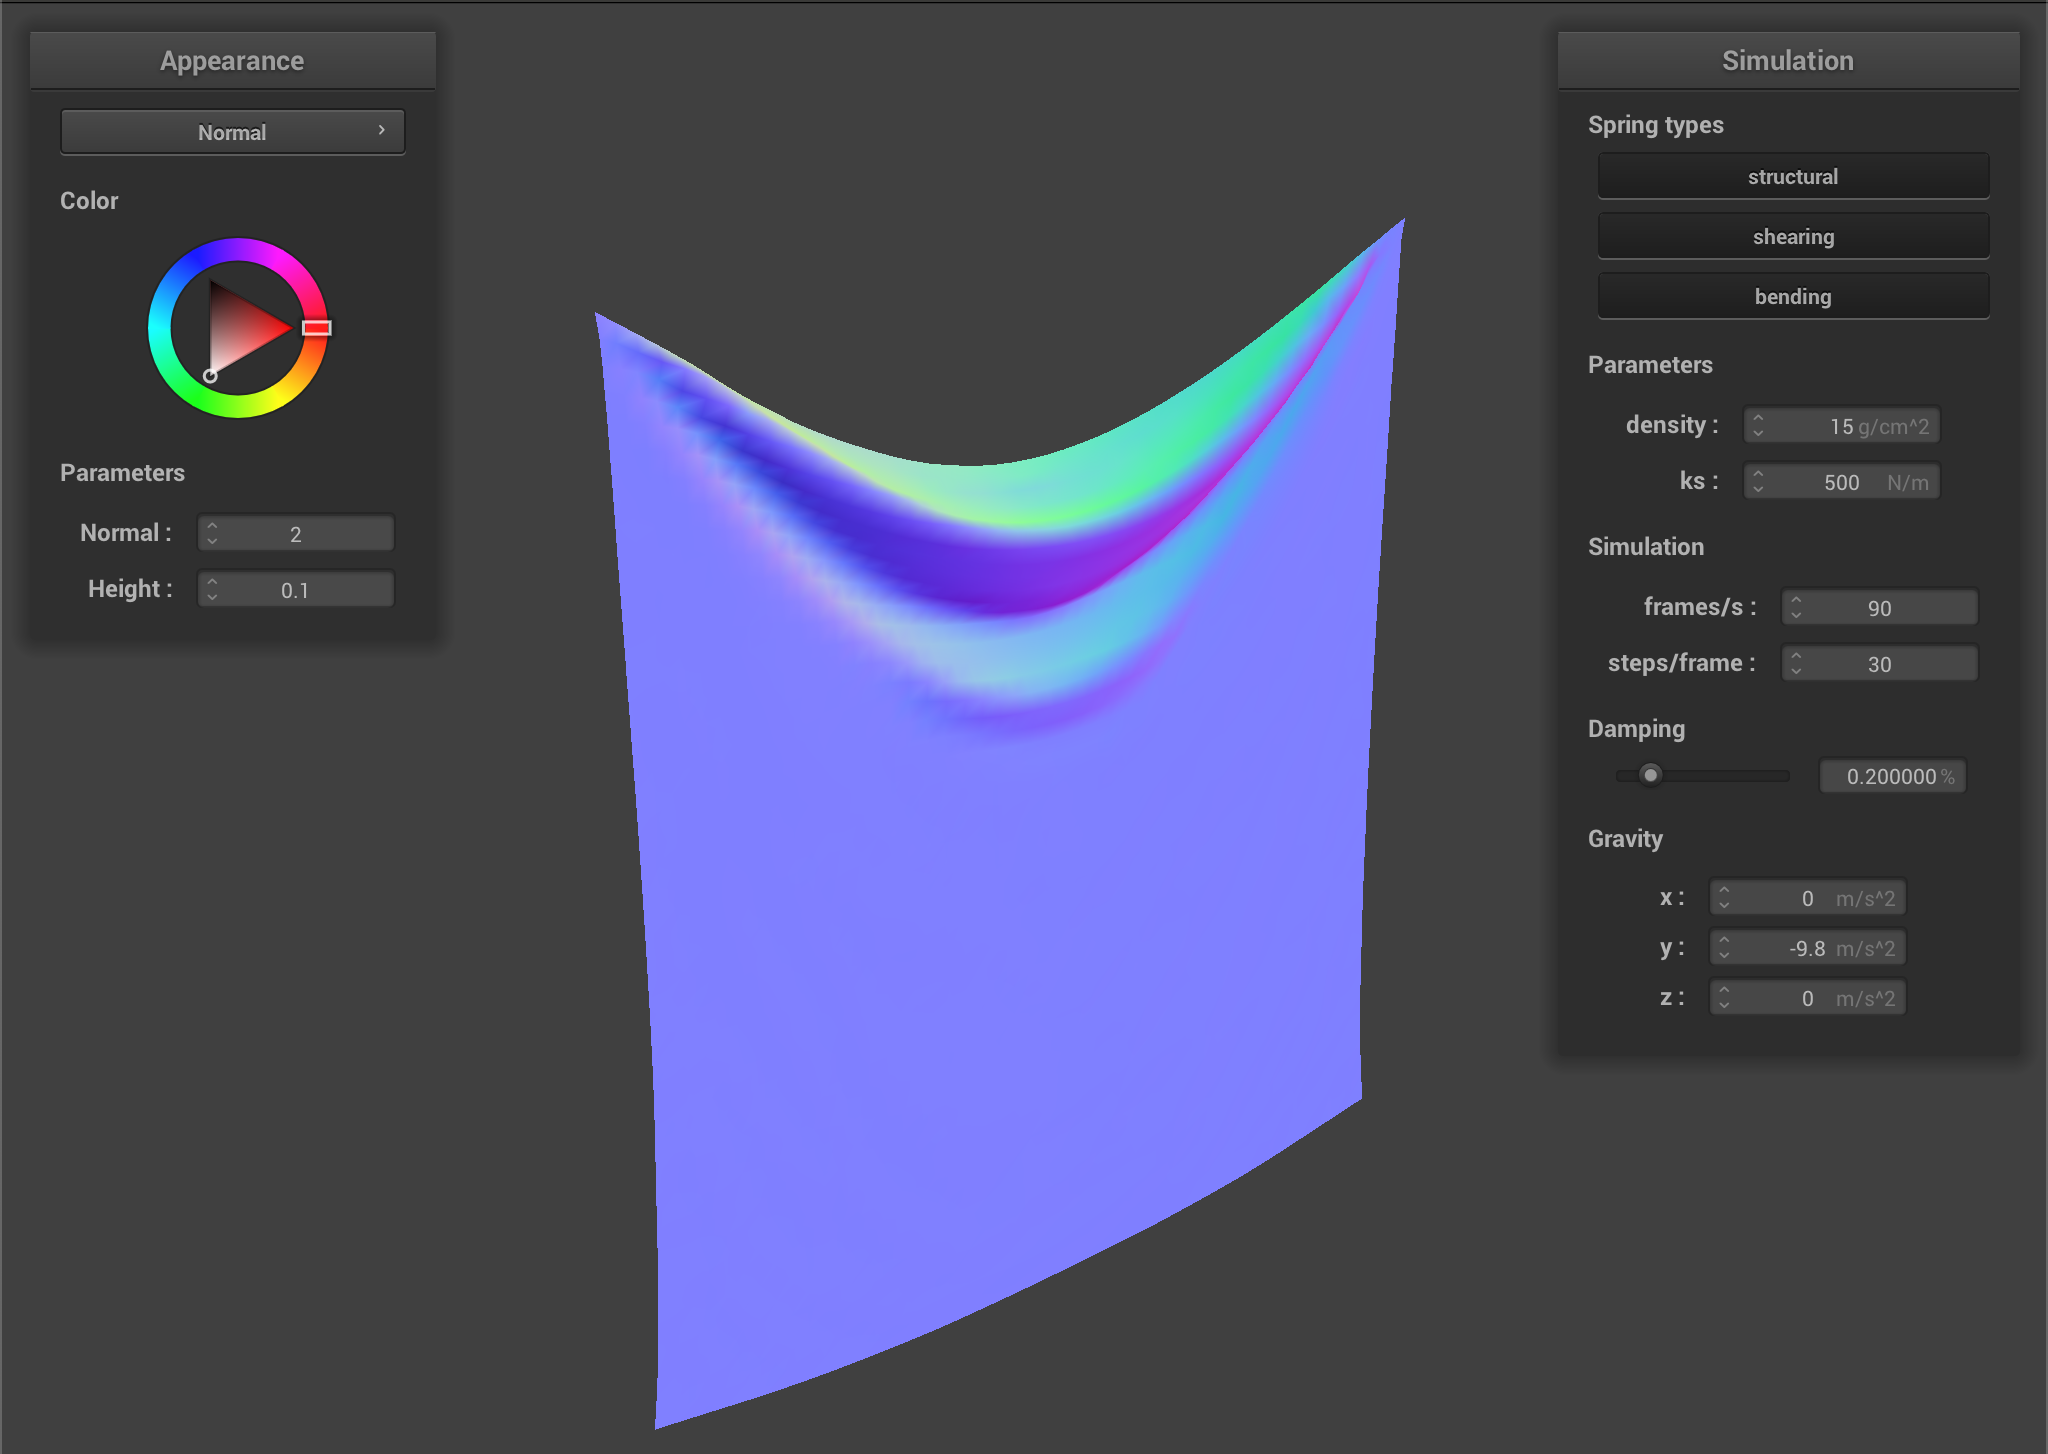 Appearance
Normal
Color
Parameters
Normal : 2
Height : 0.1
Simulation
Spring types
structural
shearing
bending
Parameters
density : 15 g/cm^2
ks : 500 N/m
Simulation
frames/s : 90
steps/frame : 30
Damping
0.200000 %
Gravity
x : 0 m/s^2
y : -9.8 m/s^2
z : 0 m/s^2